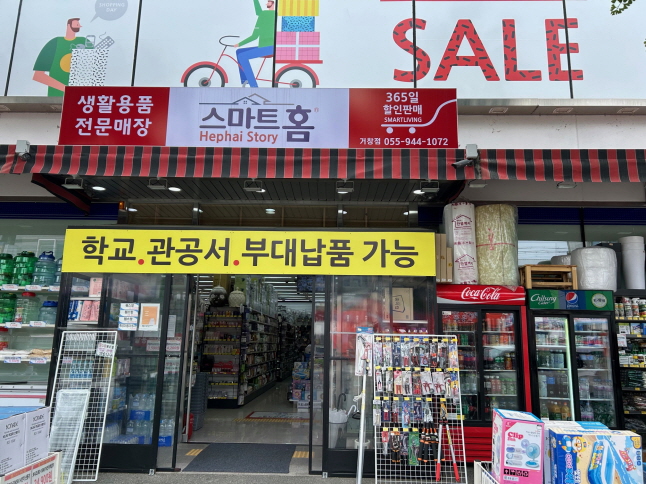 SALE
생활용품
전문매장
스마트홈
Hephai Story
365일
할인판매
SMARTLIVING
거창점 055-944-1072
학교.관공서.부대납품 가능
Coca-Cola
Chilsung
pepsi
Clip